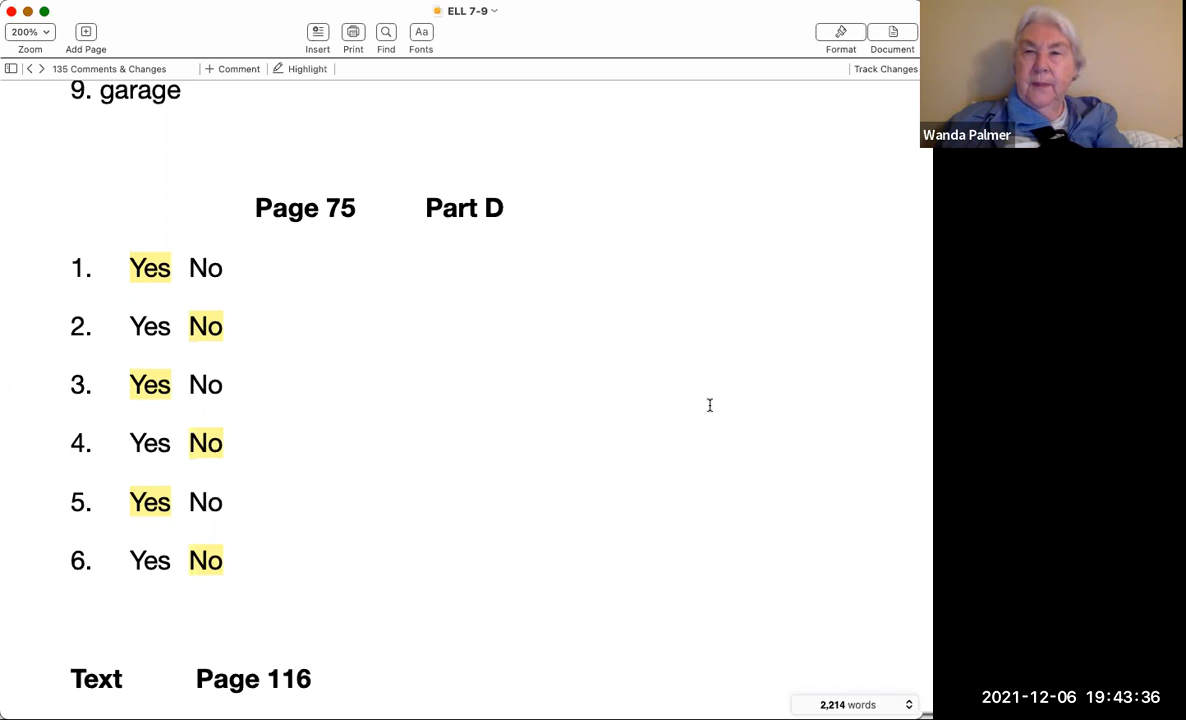 ELL 7-9
200%
Zoom
Add Page
Insert
Print
Find
Aa
Fonts
Format
Document
135 Comments & Changes
+ Comment
Highlight
Track Changes
9. garage
Wanda Palmer
Page 75 Part D
1. Yes No
2. Yes No
3. Yes No
4. Yes No
5. Yes No
6. Yes No
Text Page 116
2,214 words
2021-12-06 19:43:36